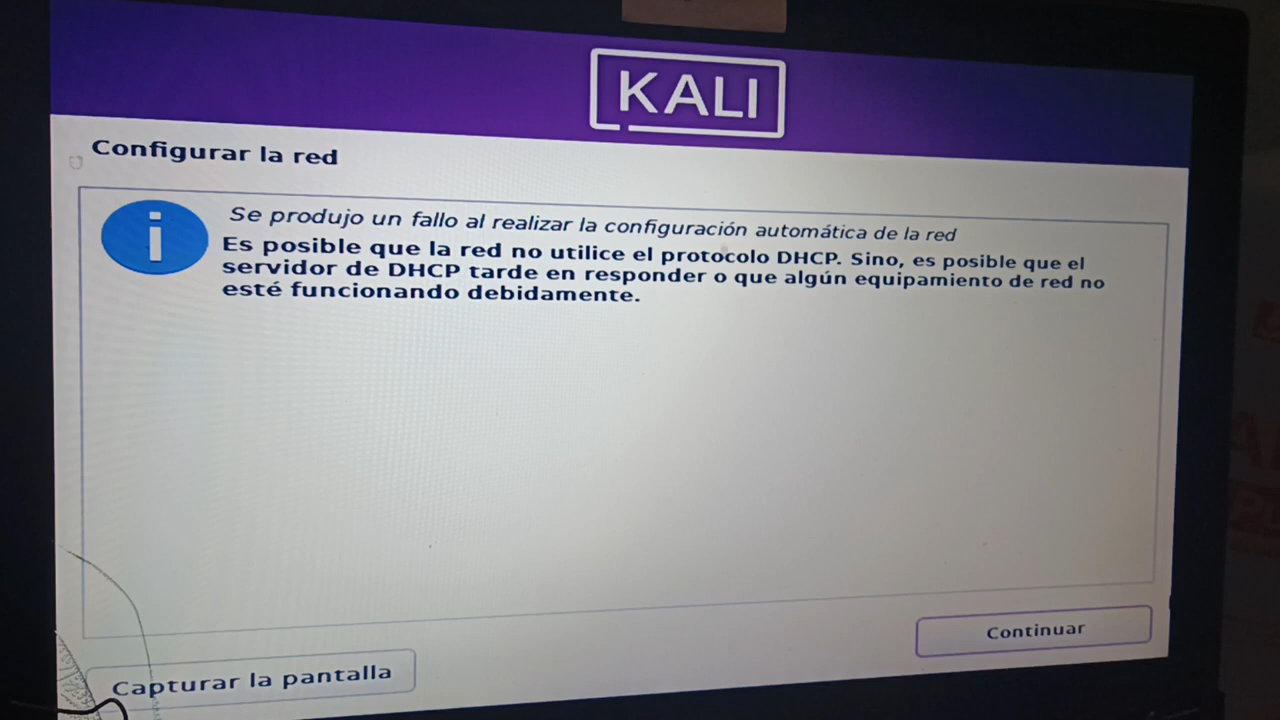 KALI
Configurar la red
Se produjo un fallo al realizar la configuración automática de la red
Es posible que la red no utilice el protocolo DHCP. Sino, es posible que el
servidor de DHCP tarde en responder o que algún equipamiento de red no
esté funcionando debidamente.
Continuar
Capturar la pantalla